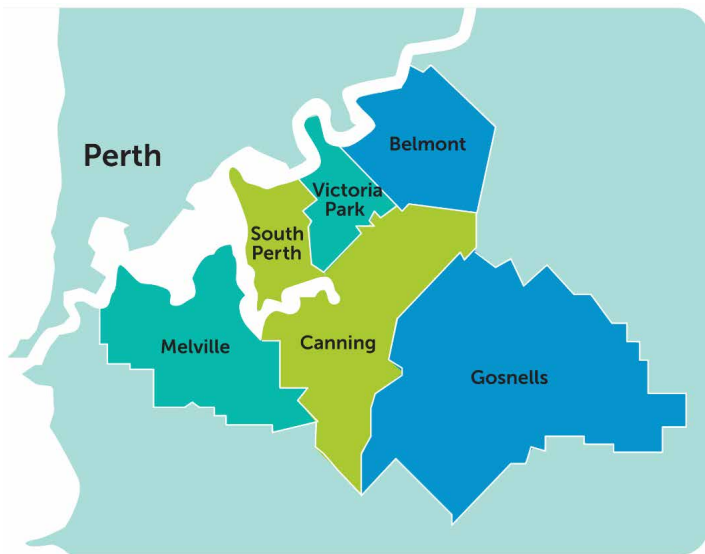 Perth
Belmont
Victoria
Park
South
Perth
Melville
Canning
Gosnells